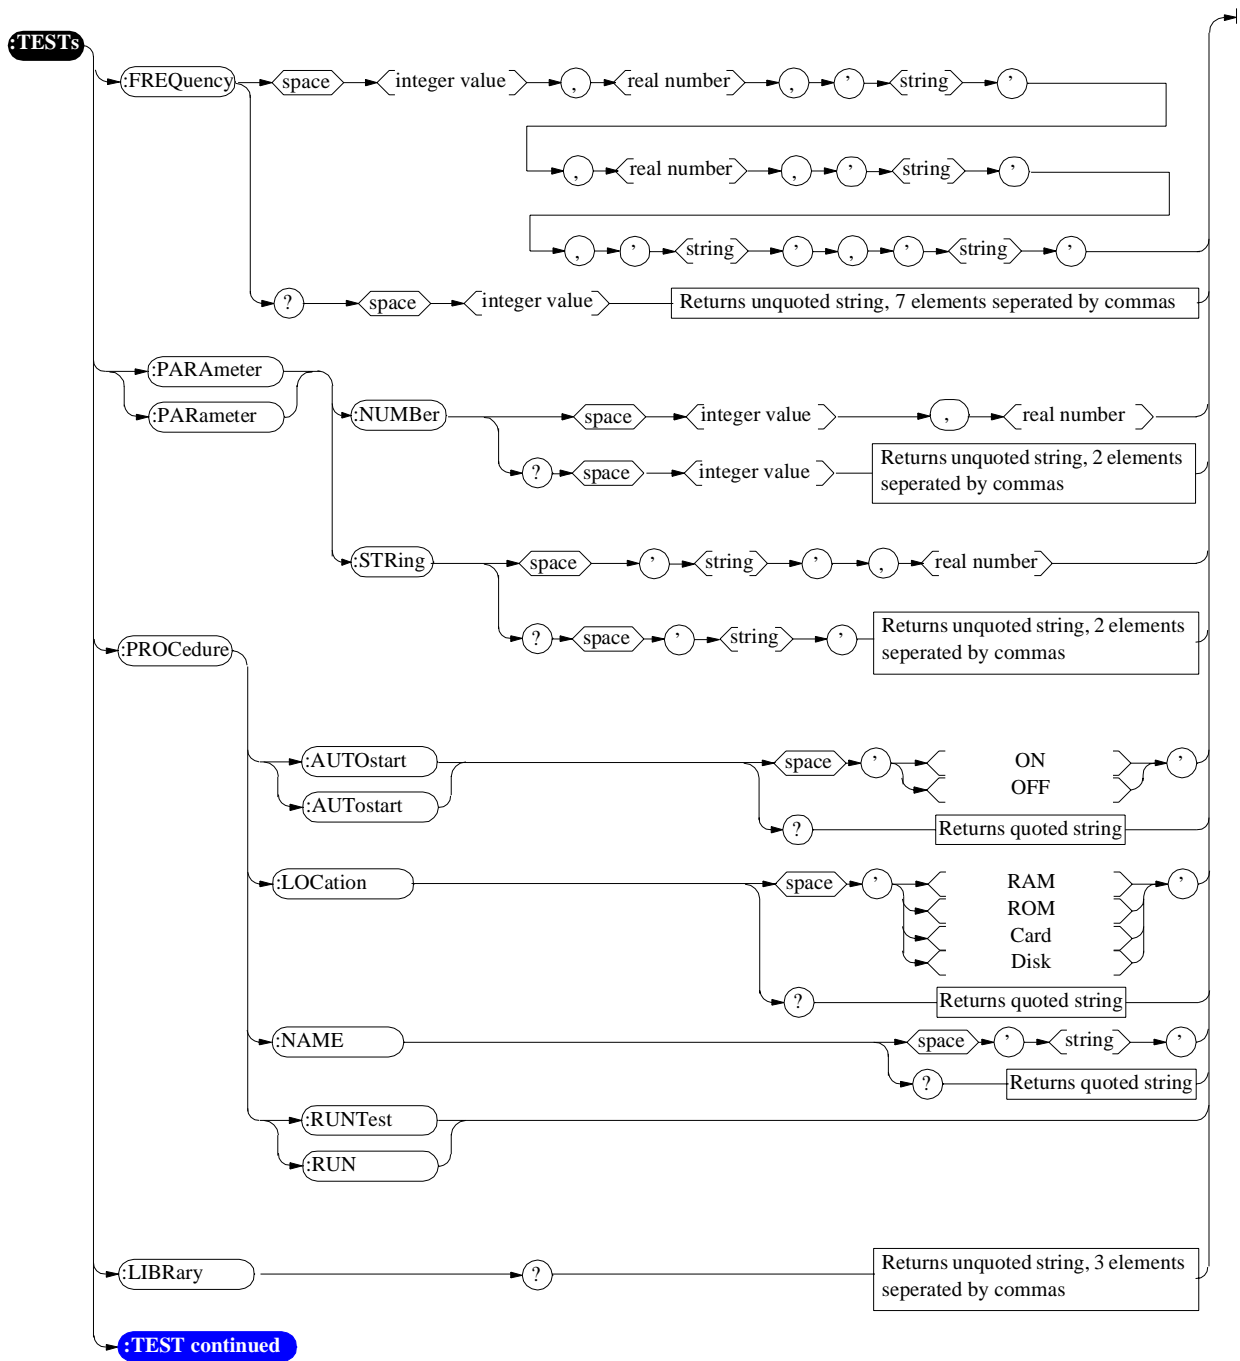 :TESTs
:FREQuency space integer value , real number , ’ string ’
, real number , ’ string ’
, ’ string ’ , ’ string ’
? space integer value Returns unquoted string, 7 elements seperated by commas
:PARAmeter
:PARameter
:NUMBer space integer value , real number
? space integer value Returns unquoted string, 2 elements
seperated by commas
:STRing space ’ string ’ , real number
? space ’ string ’ Returns unquoted string, 2 elements
seperated by commas
:PROCedure
:AUTOstart space ’ ON ’
OFF
:AUTostart
? Returns quoted string
:LOCation space ’ RAM ’
ROM
Card
Disk
? Returns quoted string
:NAME space ’ string ’
? Returns quoted string
:RUNTest
:RUN
:LIBRary ? Returns unquoted string, 3 elements
seperated by commas
:TEST continued